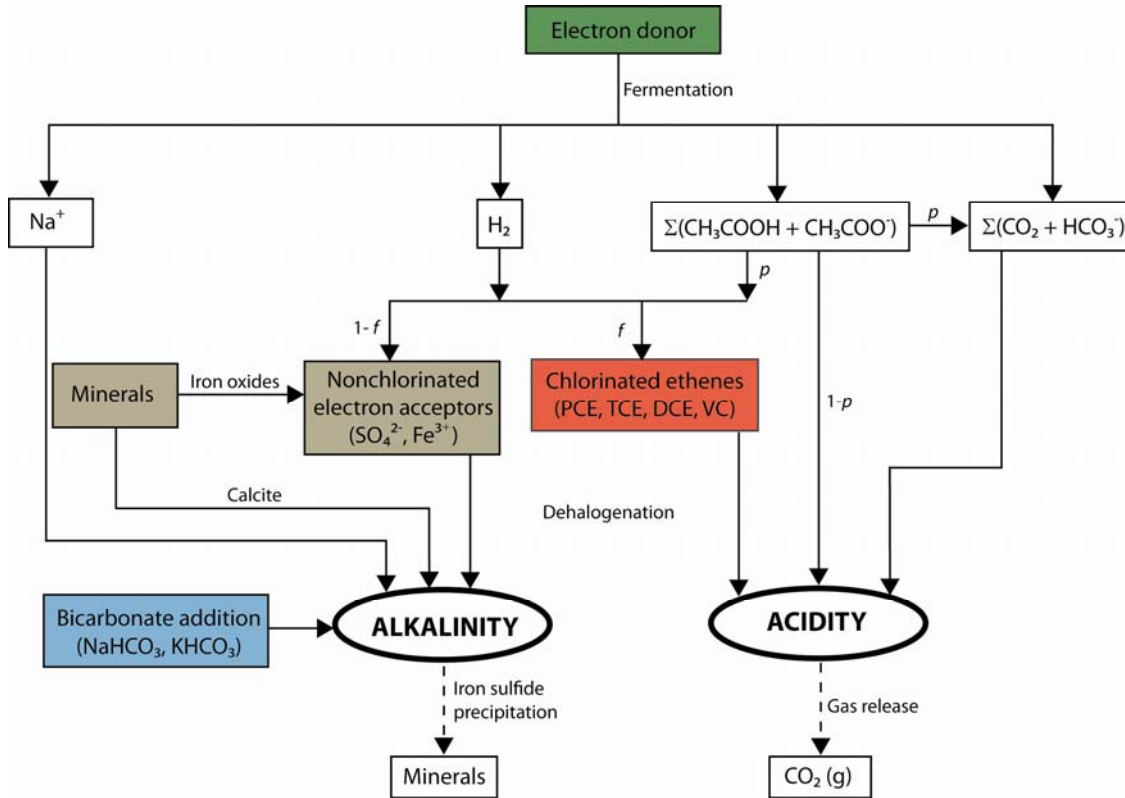 Electron donor
Fermentation
Na⁺
H₂
Σ(CH₃COOH + CH₃COO⁻)
p
Σ(CO₂ + HCO₃⁻)
p
1- f
f
Minerals
Iron oxides
Nonchlorinated
electron acceptors
(SO₄²⁻, Fe³⁺)
Chlorinated ethenes
(PCE, TCE, DCE, VC)
1-p
Calcite
Dehalogenation
Bicarbonate addition
(NaHCO₃, KHCO₃)
ALKALINITY
ACIDITY
Iron sulfide
precipitation
Gas release
Minerals
CO₂ (g)